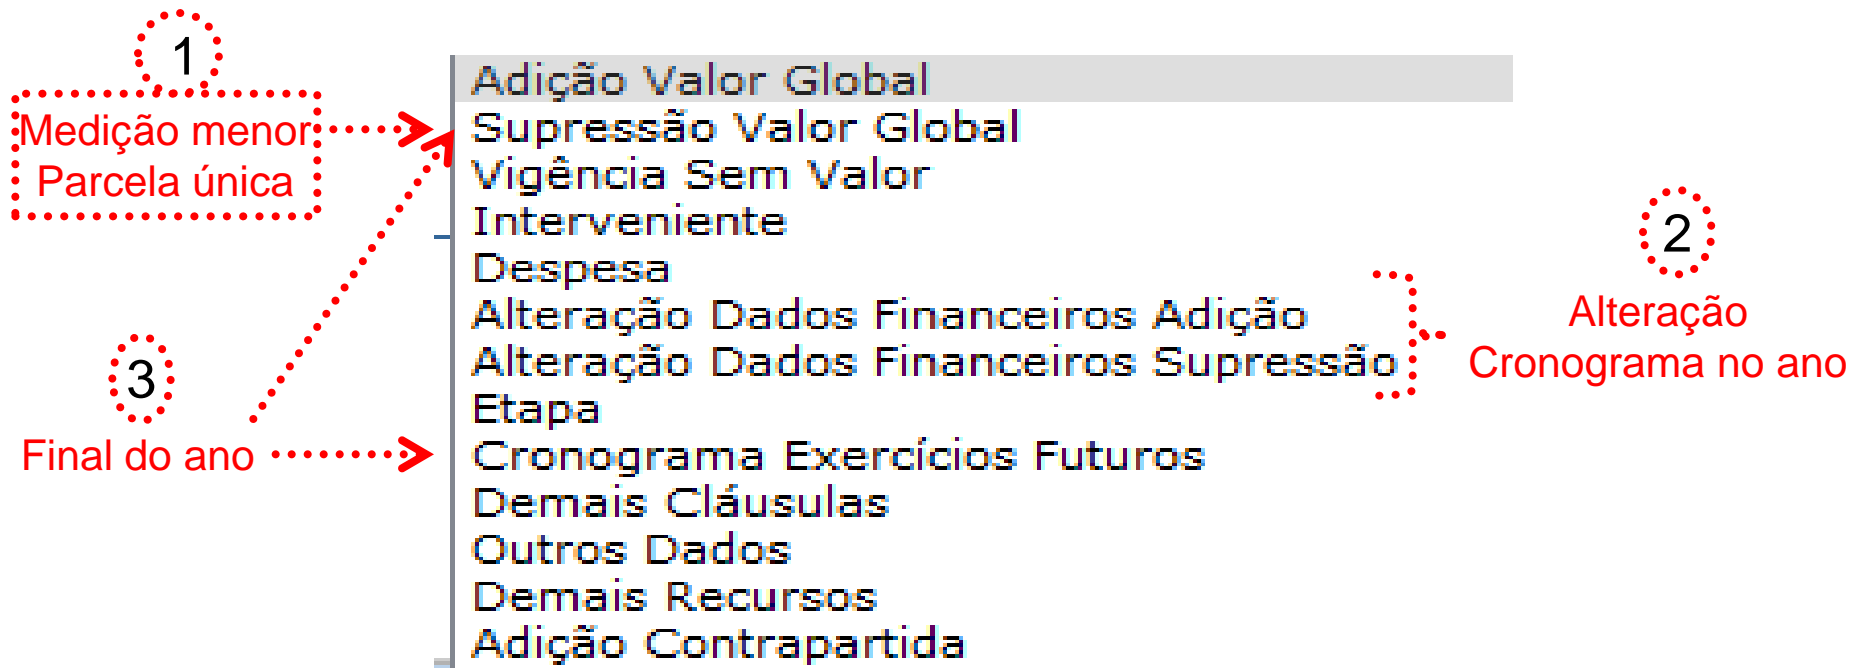 1
Medição menor
Parcela única
Adição Valor Global
Supressão Valor Global
Vigência Sem Valor
Interveniente
Despesa
Alteração Dados Financeiros Adição
Alteração Dados Financeiros Supressão
Etapa
Cronograma Exercícios Futuros
Demais Cláusulas
Outros Dados
Demais Recursos
Adição Contrapartida
2
Alteração
Cronograma no ano
3
Final do ano